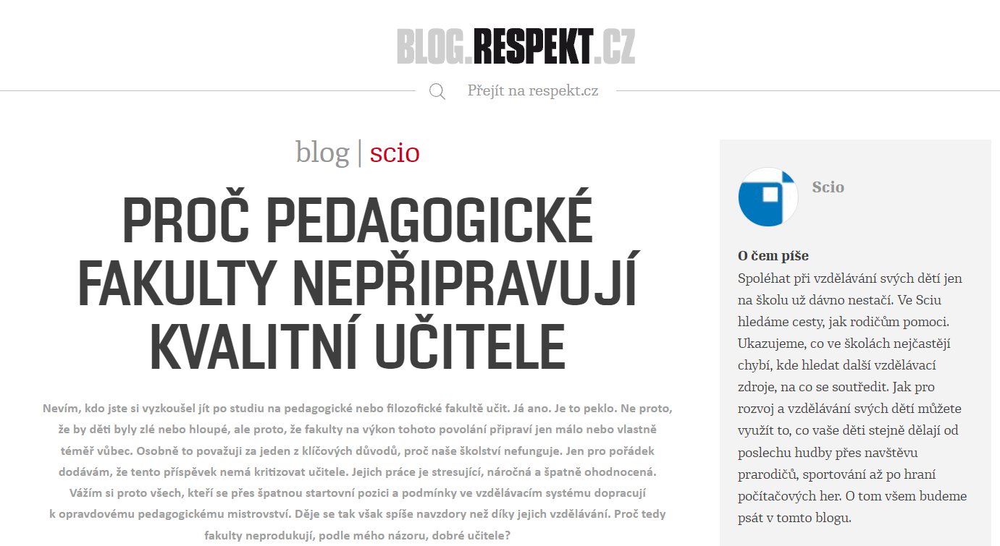 BLOG.RESPEKT.CZ
Přejít na respekt.cz
blog | scio
PROČ PEDAGOGICKÉ
FAKULTY NEPŘIPRAVUJÍ
KVALITNÍ UČITELE
Nevím, kdo jste si vyzkoušel jít po studiu na pedagogické nebo filozofické fakultě učit. Já ano. Je to peklo. Ne proto,
že by děti byly zlé nebo hloupé, ale proto, že fakulty na výkon tohoto povolání připraví jen málo nebo vlastně
téměř vůbec. Osobně to považuji za jeden z klíčových důvodů, proč naše školství nefunguje. Jen pro pořádek
dodávám, že tento příspěvek nemá kritizovat učitele. Jejich práce je stresující, náročná a špatně ohodnocená.
Vážím si proto všech, kteří se přes špatnou startovní pozici a podmínky ve vzdělávacím systému dopracují
k opravdovému pedagogickému mistrovství. Děje se tak však spíše navzdory než díky jejich vzdělávání. Proč tedy
fakulty neprodukují, podle mého názoru, dobré učitele?
Scio
O čem píše
Spoléhat při vzdělávání svých dětí jen
na školu už dávno nestačí. Ve Sciu
hledáme cesty, jak rodičům pomoci.
Ukazujeme, co ve školách nejčastějí
chybí, kde hledat další vzdělávací
zdroje, na co se soutředit. Jak pro
rozvoj a vzdělávání svých dětí můžete
využít to, co vaše děti stejně dělají od
poslechu hudby přes navštěvu
prarodičů, sportování až po hraní
počítačových her. O tom všem budeme
psát v tomto blogu.